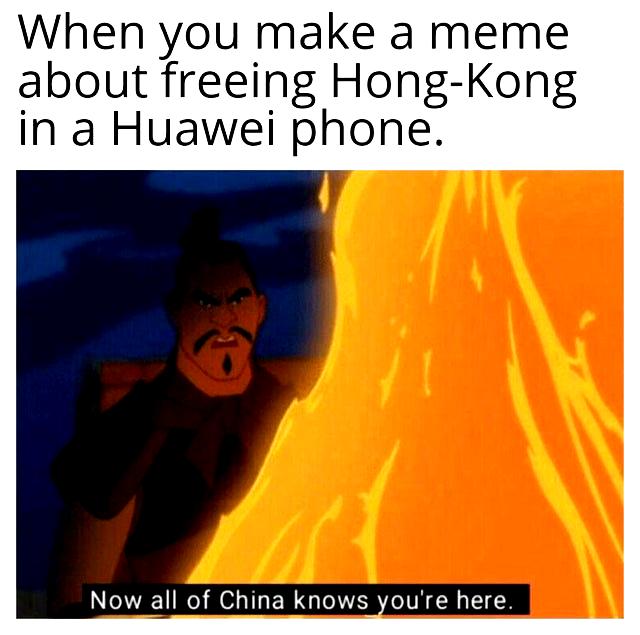 When you make a meme
about freeing Hong-Kong
in a Huawei phone.
Now all of China knows you're here.